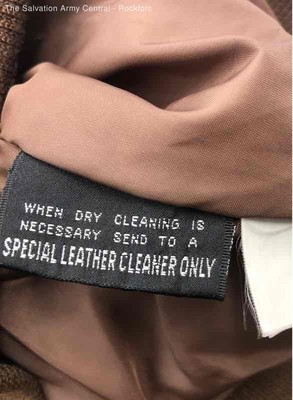 The Salvation Army Central - Rockford
WHEN DRY CLEANING IS
NECESSARY SEND TO A
SPECIAL LEATHER CLEANER ONLY